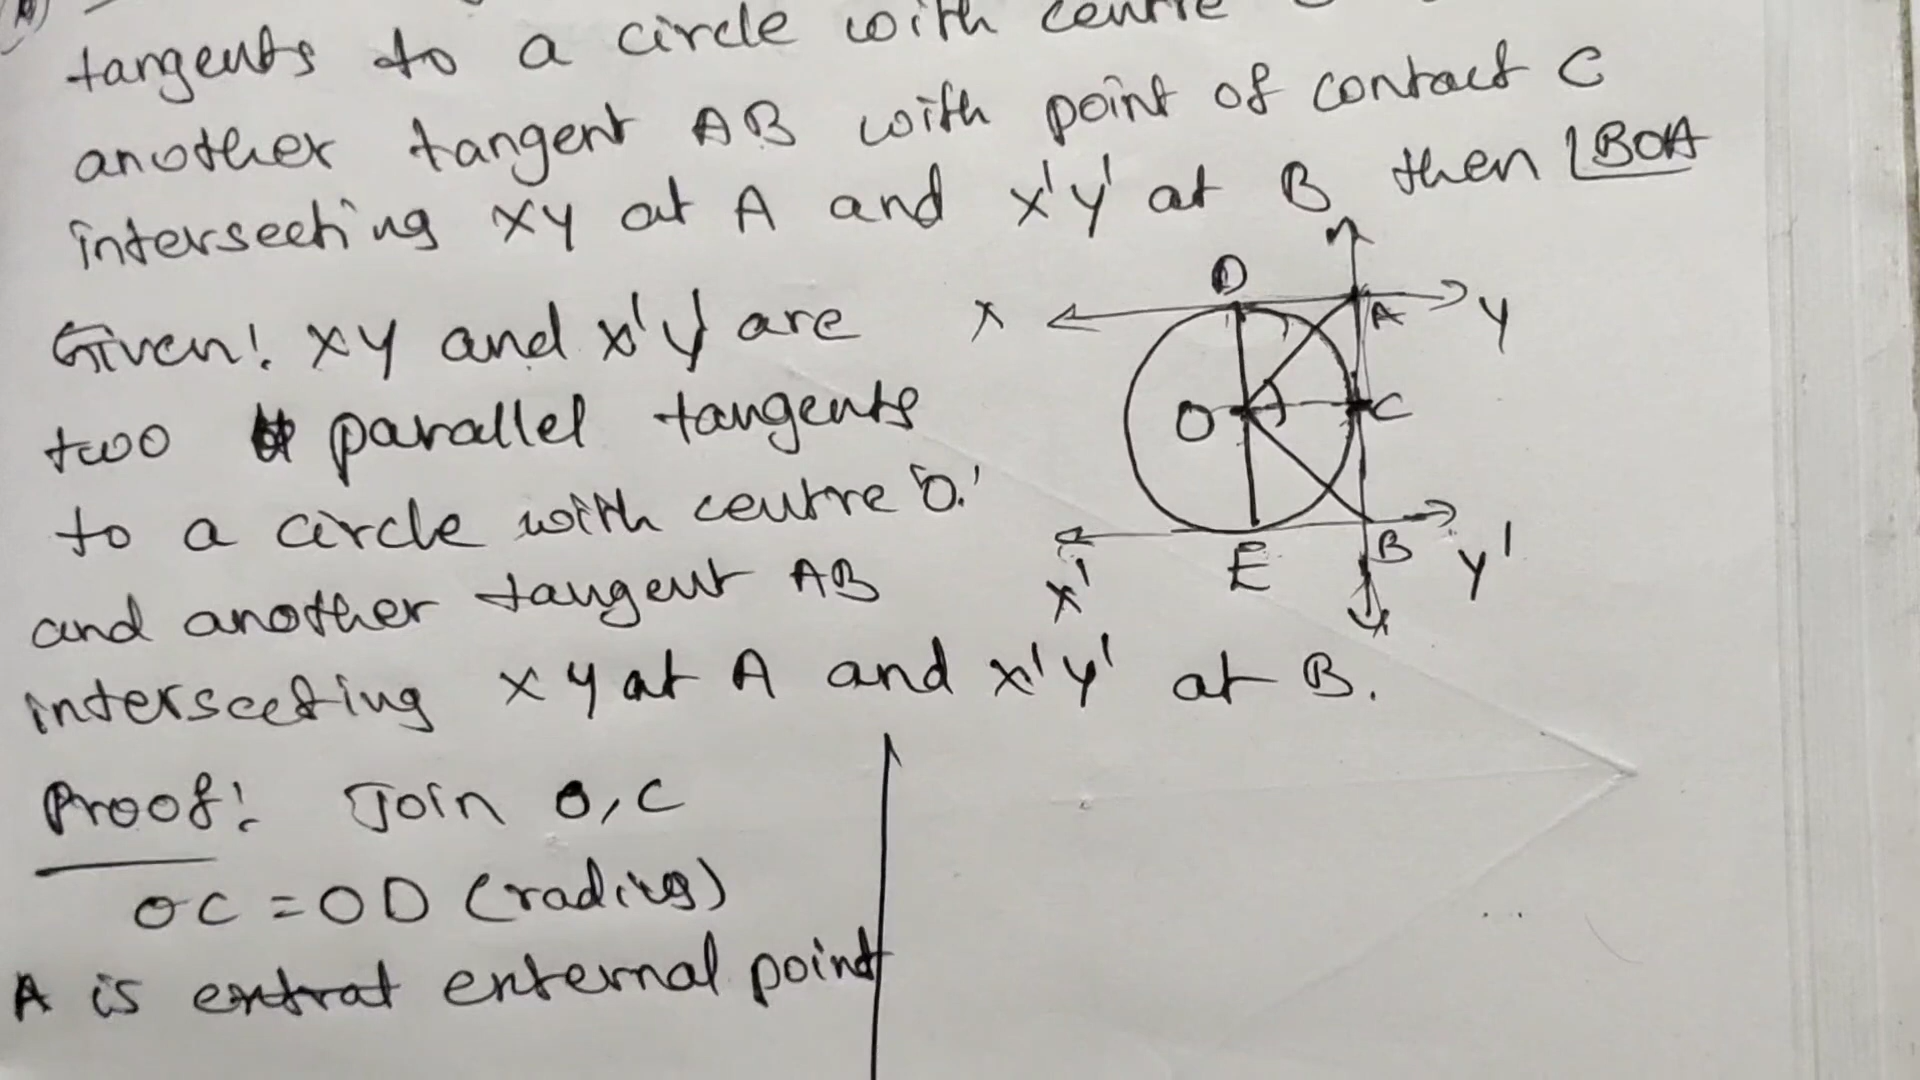 tangents to a circle with centre
another tangent AB with point of contact C
intersecting XY at A and X'Y' at B then ∠BOA
Given! XY and X'Y' are
two parallel tangents
to a circle with centre 'O.'
and another tangent AB
intersecting XY at A and X'Y' at B.
D
X
A
Y
O
C
B
E
X'
Y'
Proof! Join O,C
OC = OD (radius)
A is extrat external point